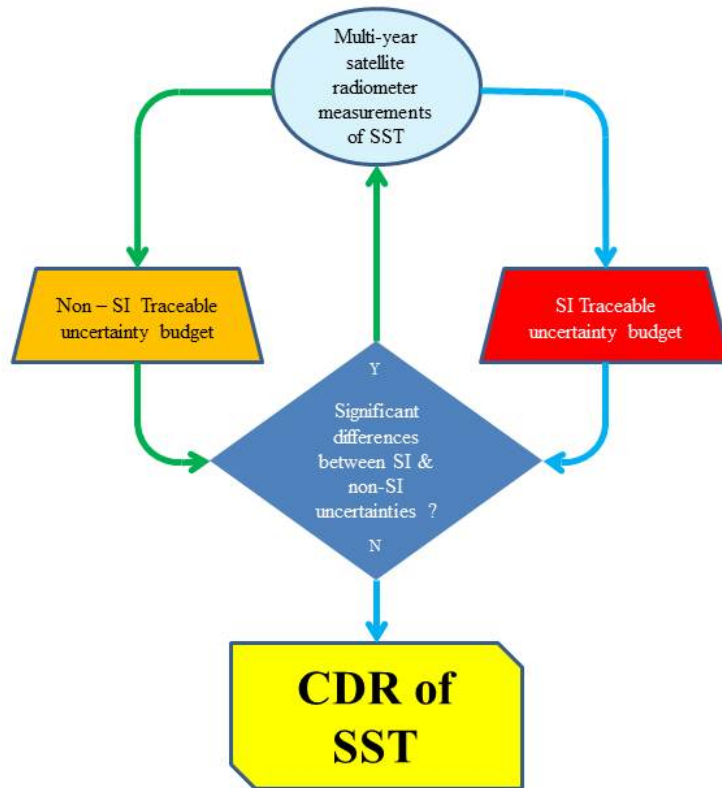 Multi-year
satellite
radiometer
measurements
of SST
Non – SI Traceable
uncertainty budget
SI Traceable
uncertainty budget
Y
Significant
differences
between SI &
non-SI
uncertainties ?
N
CDR of
SST